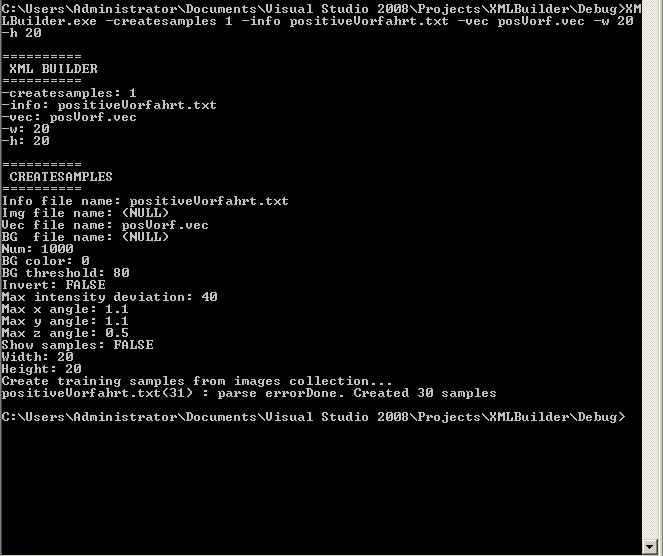 C:\Users\Administrator\Documents\Visual Studio 2008\Projects\XMLBuilder\Debug>XM
LBuilder.exe -createsamples 1 -info positiveVorfahrt.txt -vec posVorf.vec -w 20
-h 20
==========
XML BUILDER
==========
-createsamples: 1
-info: positiveVorfahrt.txt
-vec: posVorf.vec
-w: 20
-h: 20
==========
CREATESAMPLES
==========
Info file name: positiveVorfahrt.txt
Img file name: (NULL)
Vec file name: posVorf.vec
BG  file name: (NULL)
Num: 1000
BG color: 0
BG threshold: 80
Invert: FALSE
Max intensity deviation: 40
Max x angle: 1.1
Max y angle: 1.1
Max z angle: 0.5
Show samples: FALSE
Width: 20
Height: 20
Create training samples from images collection...
positiveVorfahrt.txt(31) : parse errorDone. Created 30 samples
C:\Users\Administrator\Documents\Visual Studio 2008\Projects\XMLBuilder\Debug>